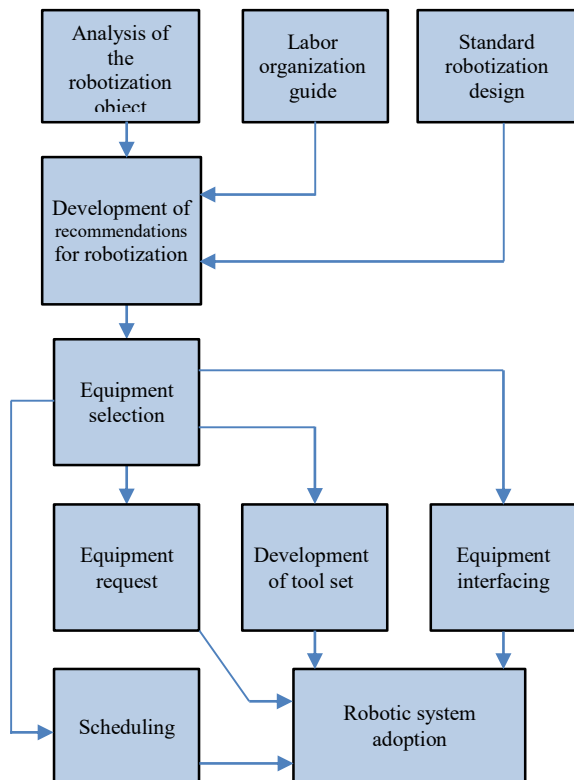 Analysis of
the
robotization
object
Labor
organization
guide
Standard
robotization
design
Development of
recommendations
for robotization
Equipment
selection
Equipment
request
Development
of tool set
Equipment
interfacing
Scheduling
Robotic system
adoption